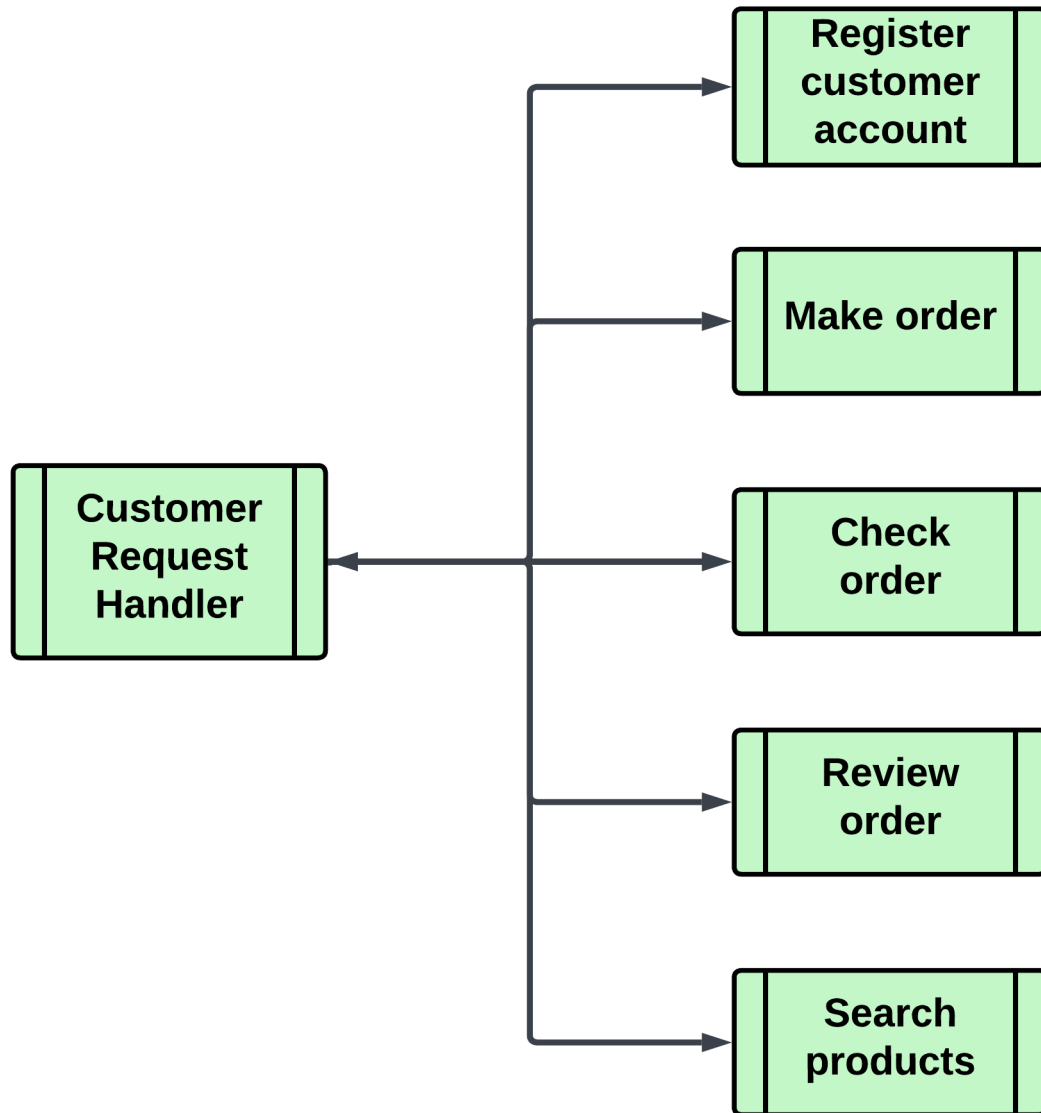 Register
customer
account
Make order
Customer
Request
Handler
Check
order
Review
order
Search
products